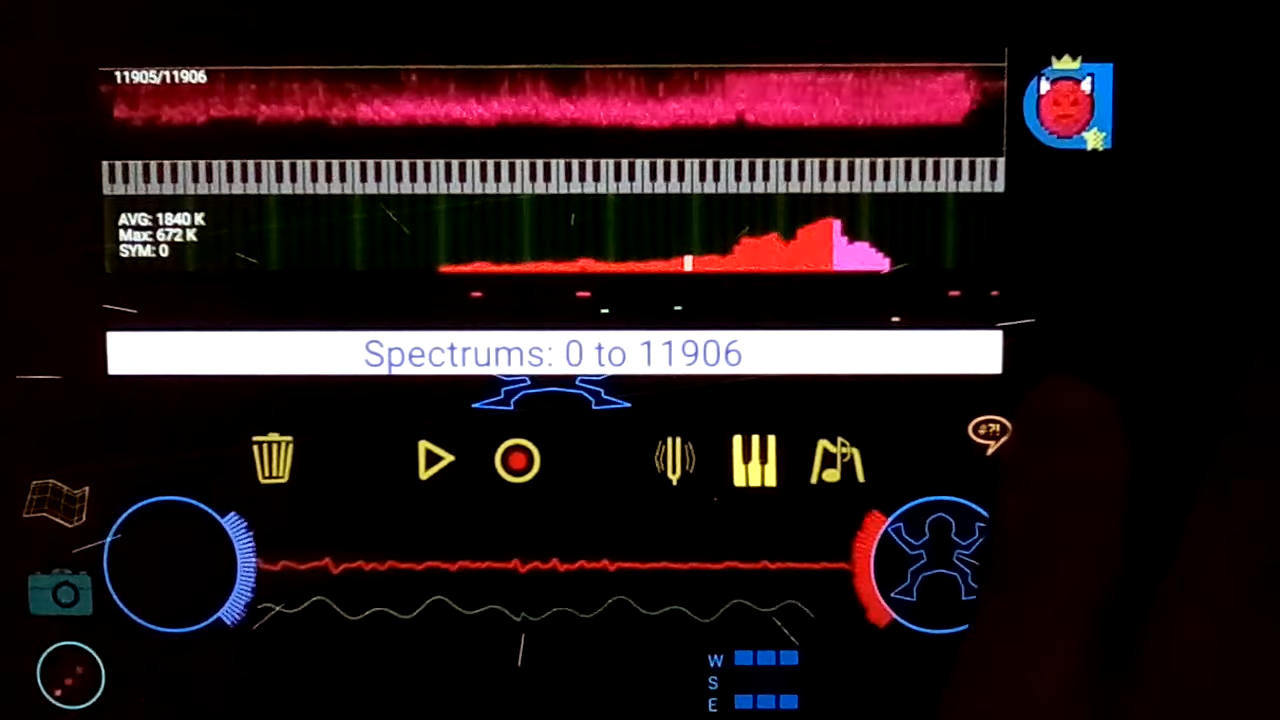 11905/11906
AVG: 1840 K
Max: 672 K
SYM: 0
Spectrums: 0 to 11906
#?!
W
S
E